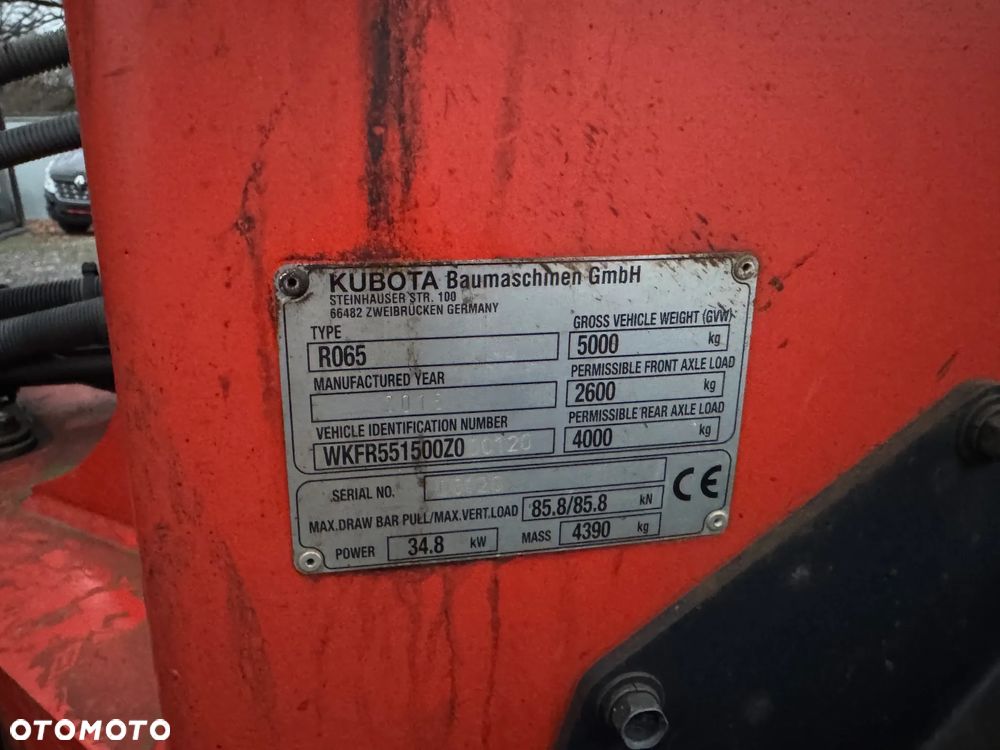 KUBOTA Baumaschinen GmbH
STEINHAUSER STR. 100
66482 ZWEIBRÜCKEN GERMANY
TYPE
R065
GROSS VEHICLE WEIGHT (GVW)
5000 kg
MANUFACTURED YEAR
PERMISSIBLE FRONT AXLE LOAD
2600 kg
VEHICLE IDENTIFICATION NUMBER
WKFR551500Z0
PERMISSIBLE REAR AXLE LOAD
4000 kg
SERIAL NO.
CE
MAX.DRAW BAR PULL/MAX.VERT.LOAD 85.8/85.8 kN
POWER 34.8 kW MASS 4390 kg
OTOMOTO